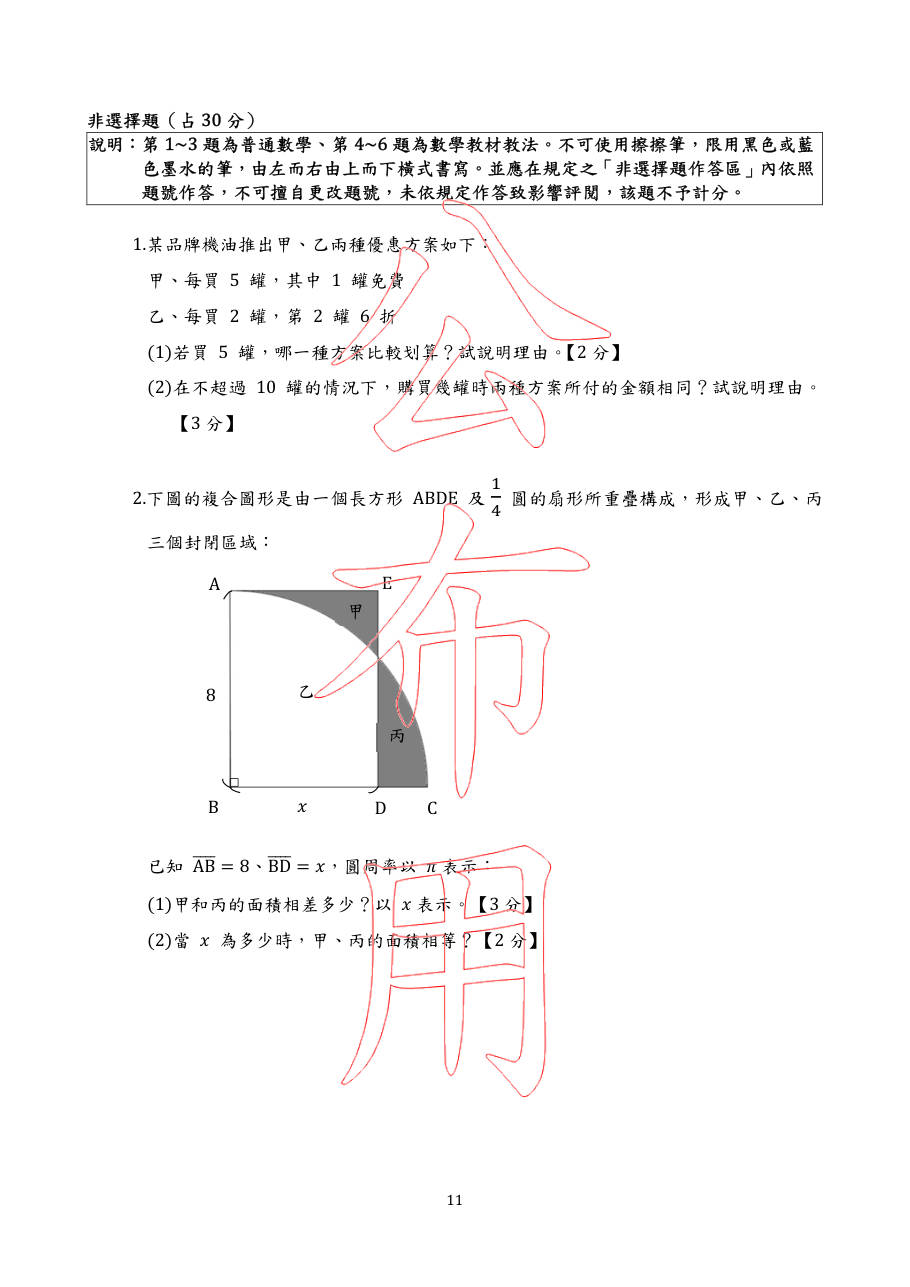 非選擇題（占 30 分）
說明：第 1~3 題為普通數學、第 4~6 題為數學教材教法。不可使用擦擦筆，限用黑色或藍
色墨水的筆，由左而右由上而下橫式書寫。並應在規定之「非選擇題作答區」內依照
題號作答，不可擅自更改題號，未依規定作答致影響評閱，該題不予計分。
1.某品牌機油推出甲、乙兩種優惠方案如下：
甲、每買 5 罐，其中 1 罐免費
乙、每買 2 罐，第 2 罐 6 折
(1)若買 5 罐，哪一種方案比較划算？試說明理由。【2 分】
(2)在不超過 10 罐的情況下，購買幾罐時兩種方案所付的金額相同？試說明理由。
【3 分】
2.下圖的複合圖形是由一個長方形 ABDE 及 1/4 圓的扇形所重疊構成，形成甲、乙、丙
三個封閉區域：
A E
甲
8 乙
丙
B x D C
已知 A̅B̅ = 8、B̅D̅ = x，圓周率以 π 表示：
(1)甲和丙的面積相差多少？以 x 表示。【3 分】
(2)當 x 為多少時，甲、丙的面積相等？【2 分】
公
布
用
11